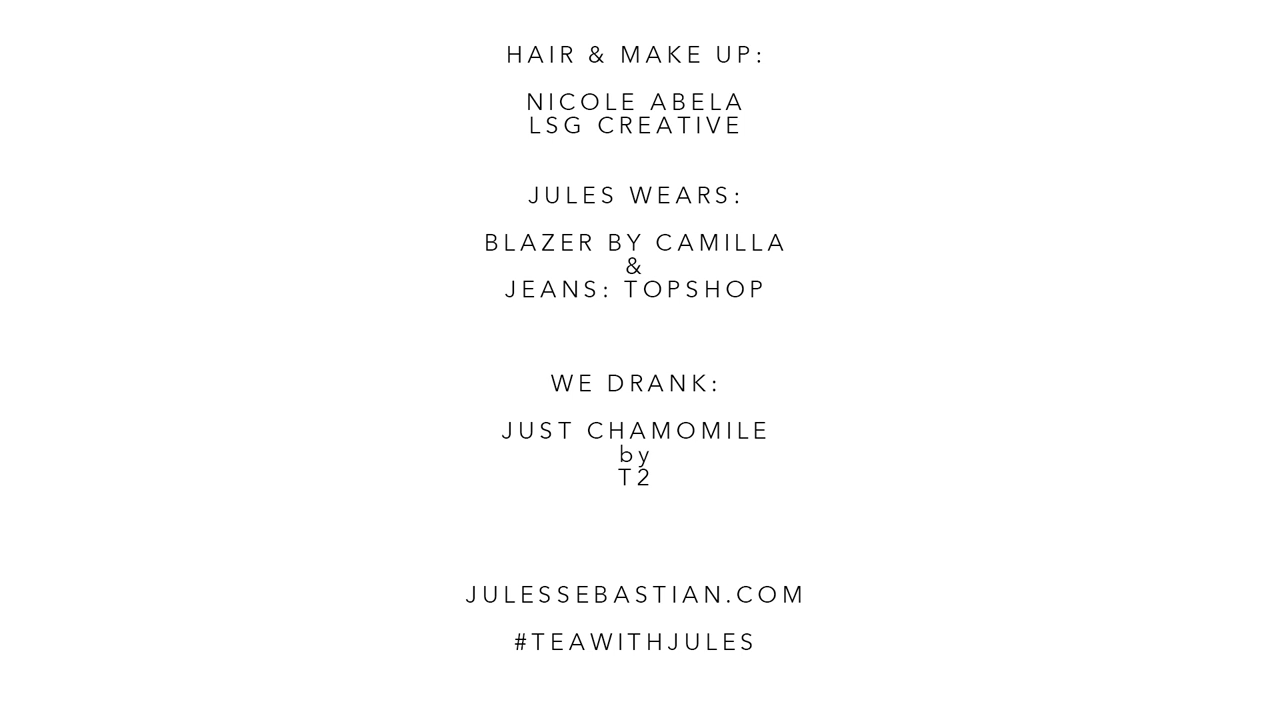 HAIR & MAKE UP:
NICOLE ABELA
LSG CREATIVE
JULES WEARS:
BLAZER BY CAMILLA
&
JEANS: TOPSHOP
WE DRANK:
JUST CHAMOMILE
by
T2
JULESSEBASTIAN.COM
#TEAWITHJULES